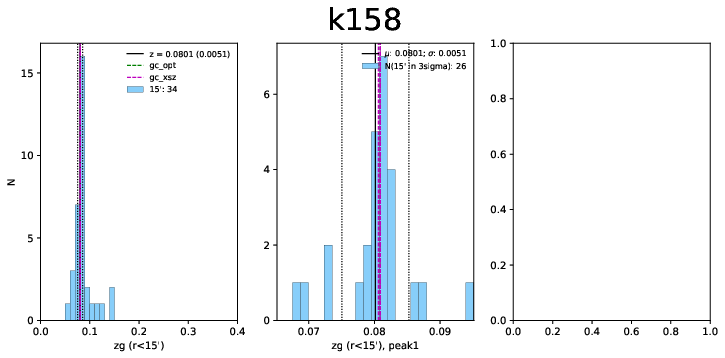 k158
z = 0.0801 (0.0051)
gc_opt
gc_xsz
15': 34
N
0
5
10
15
0.0 0.1 0.2 0.3 0.4
zg (r<15')
μ: 0.0801; σ: 0.0051
N(15' in 3sigma): 26
0
2
4
6
0.07 0.08 0.09
zg (r<15'), peak1
1.0
0.8
0.6
0.4
0.2
0.0
0.0 0.2 0.4 0.6 0.8 1.0